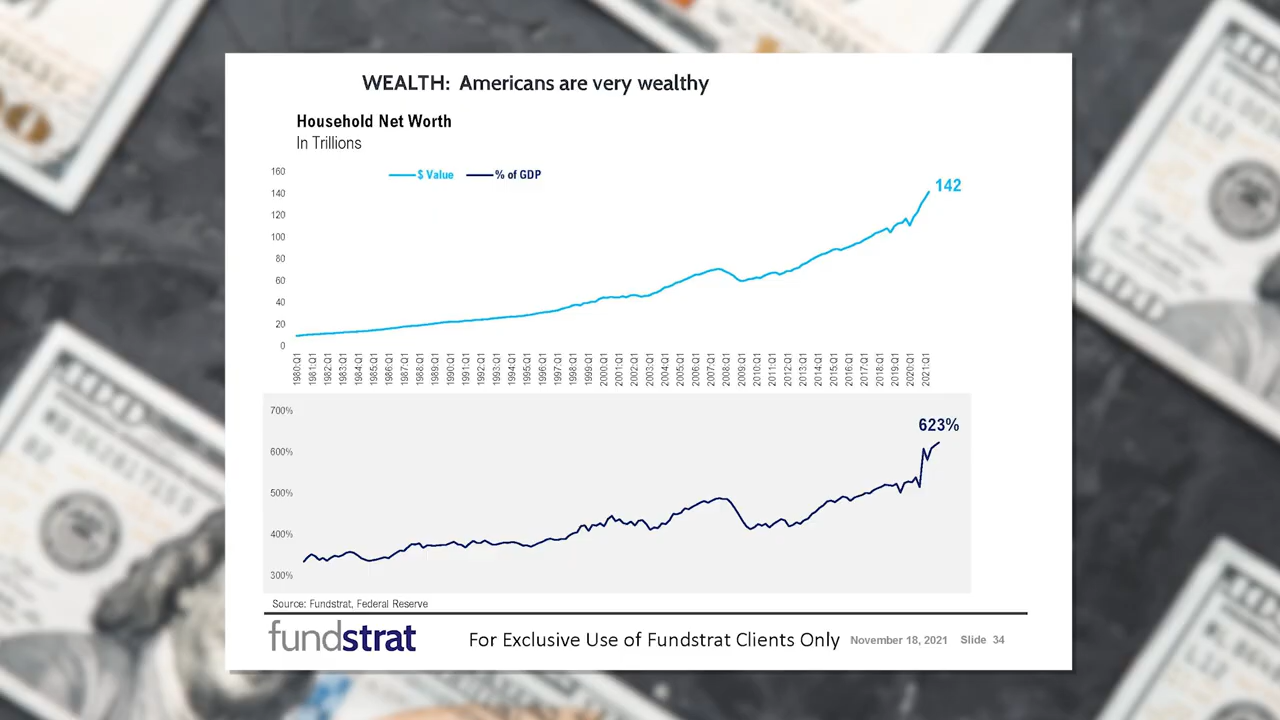 WEALTH: Americans are very wealthy
Household Net Worth
In Trillions
$ Value % of GDP
160
140
120
100
80
60
40
20
0
142
1980:Q1 1981:Q1 1982:Q1 1983:Q1 1984:Q1 1985:Q1 1986:Q1 1987:Q1 1988:Q1 1989:Q1 1990:Q1 1991:Q1 1992:Q1 1993:Q1 1994:Q1 1995:Q1 1996:Q1 1997:Q1 1998:Q1 1999:Q1 2000:Q1 2001:Q1 2002:Q1 2003:Q1 2004:Q1 2005:Q1 2006:Q1 2007:Q1 2008:Q1 2009:Q1 2010:Q1 2011:Q1 2012:Q1 2013:Q1 2014:Q1 2015:Q1 2016:Q1 2017:Q1 2018:Q1 2019:Q1 2020:Q1 2021:Q1
700%
600%
500%
400%
300%
623%
Source: Fundstrat, Federal Reserve
fundstrat For Exclusive Use of Fundstrat Clients Only November 18, 2021 Slide 34